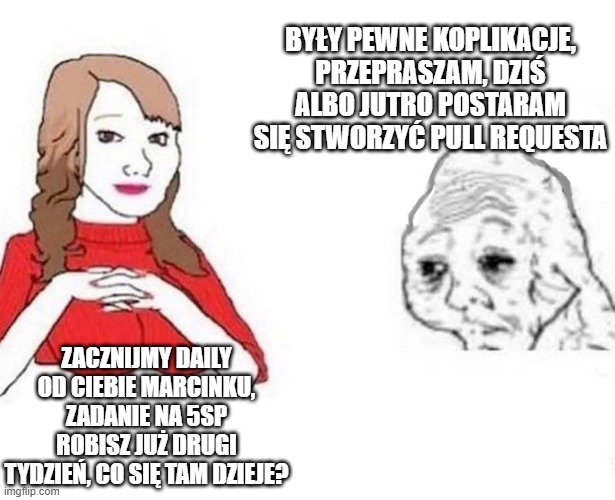 BYŁY PEWNE KOPLIKACJE,
PRZEPRASZAM, DZIŚ
ALBO JUTRO POSTARAM
SIĘ STWORZYĆ PULL REQUESTA
ZACZNIJMY DAILY
OD CIEBIE MARCINKU,
ZADANIE NA 5SP
ROBISZ JUŻ DRUGI
TYDZIEŃ, CO SIĘ TAM DZIEJE?
imgflip.com